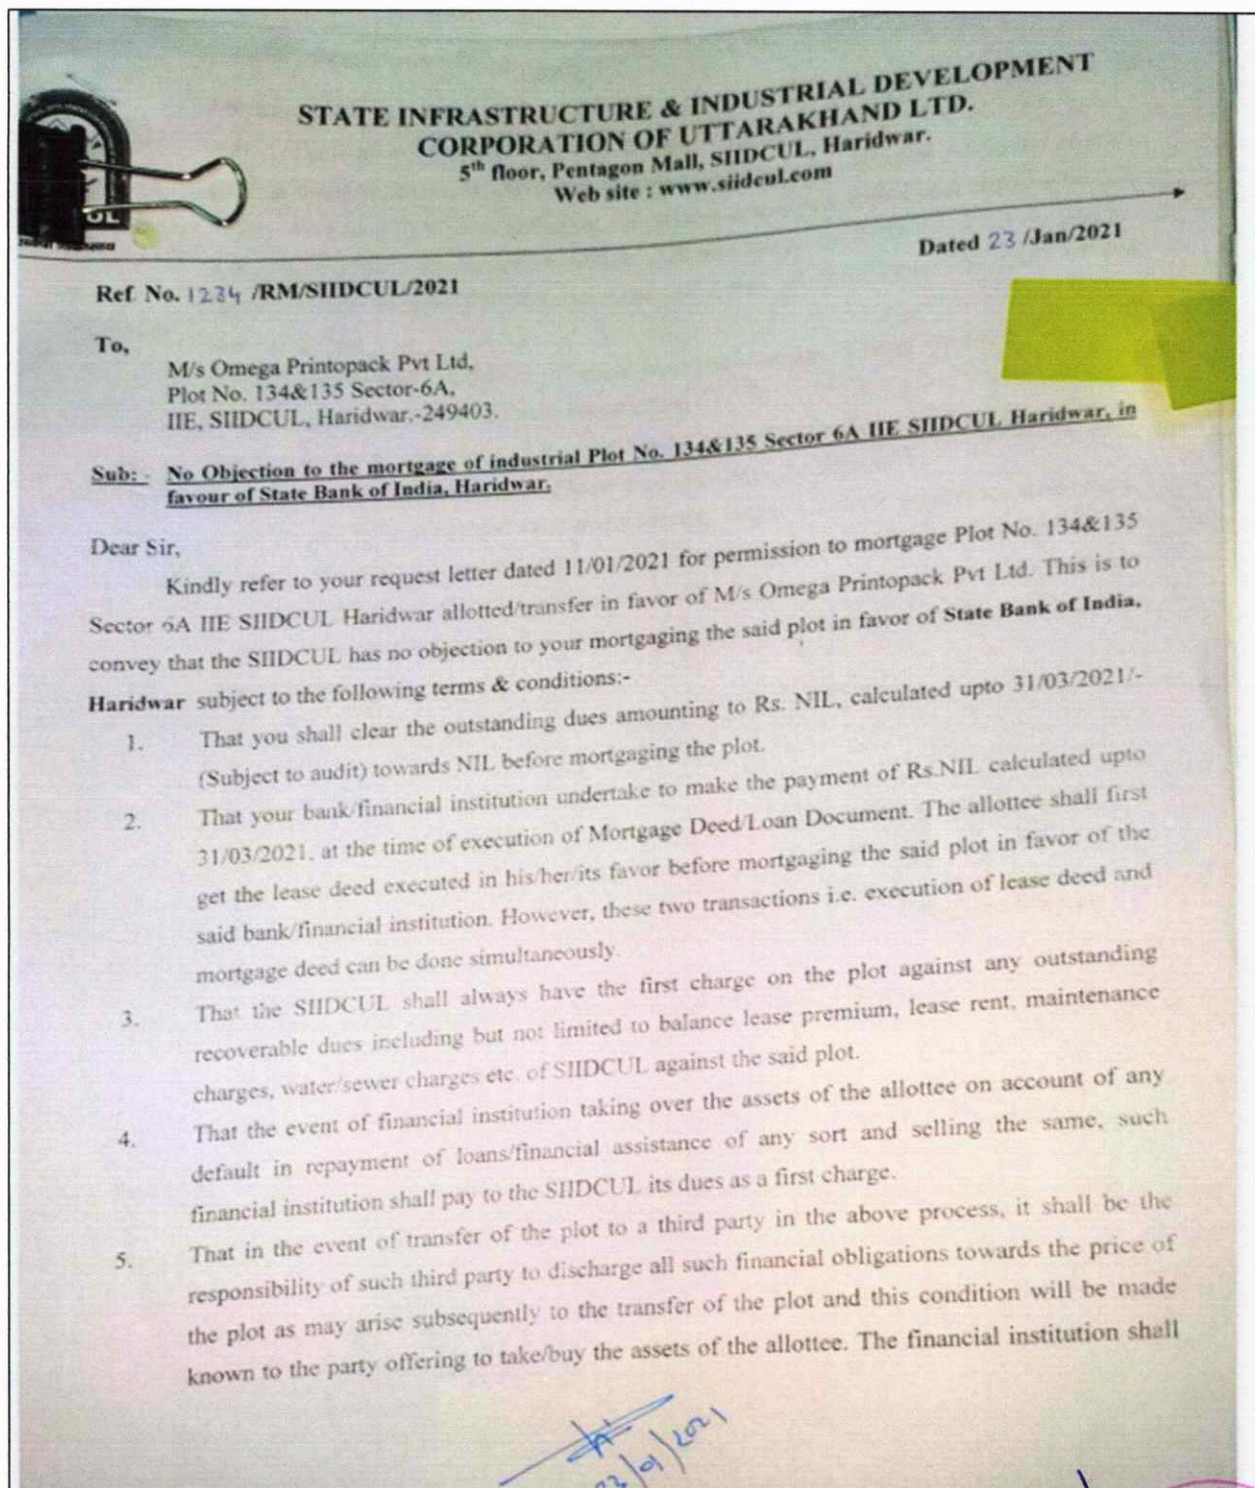 STATE INFRASTRUCTURE & INDUSTRIAL DEVELOPMENT
CORPORATION OF UTTARAKHAND LTD.
5th floor, Pentagon Mall, SIIDCUL, Haridwar.
Web site : www.siidcul.com
UL
Dated 23 /Jan/2021
Ref No. 1234 /RM/SIIDCUL/2021
To,
M/s Omega Printopack Pvt Ltd,
Plot No. 134&135 Sector-6A,
IIE, SIIDCUL, Haridwar.-249403.
Sub: - No Objection to the mortgage of industrial Plot No. 134&135 Sector 6A IIE SIIDCUL Haridwar, in
favour of State Bank of India, Haridwar.
Dear Sir,
Kindly refer to your request letter dated 11/01/2021 for permission to mortgage Plot No. 134&135
Sector 6A IIE SIIDCUL Haridwar allotted/transfer in favor of M/s Omega Printopack Pvt Ltd. This is to
convey that the SIIDCUL has no objection to your mortgaging the said plot in favor of State Bank of India,
Haridwar subject to the following terms & conditions:-
1. That you shall clear the outstanding dues amounting to Rs. NIL, calculated upto 31/03/2021/-
(Subject to audit) towards NIL before mortgaging the plot.
2. That your bank/financial institution undertake to make the payment of Rs.NIL calculated upto
31/03/2021, at the time of execution of Mortgage Deed/Loan Document. The allottee shall first
get the lease deed executed in his/her/its favor before mortgaging the said plot in favor of the
said bank/financial institution. However, these two transactions i.e. execution of lease deed and
mortgage deed can be done simultaneously.
3. That the SIIDCUL shall always have the first charge on the plot against any outstanding
recoverable dues including but not limited to balance lease premium, lease rent, maintenance
charges, water/sewer charges etc. of SIIDCUL against the said plot.
4. That the event of financial institution taking over the assets of the allottee on account of any
default in repayment of loans/financial assistance of any sort and selling the same, such
financial institution shall pay to the SIIDCUL its dues as a first charge.
5. That in the event of transfer of the plot to a third party in the above process, it shall be the
responsibility of such third party to discharge all such financial obligations towards the price of
the plot as may arise subsequently to the transfer of the plot and this condition will be made
known to the party offering to take/buy the assets of the allottee. The financial institution shall
23/01/2021